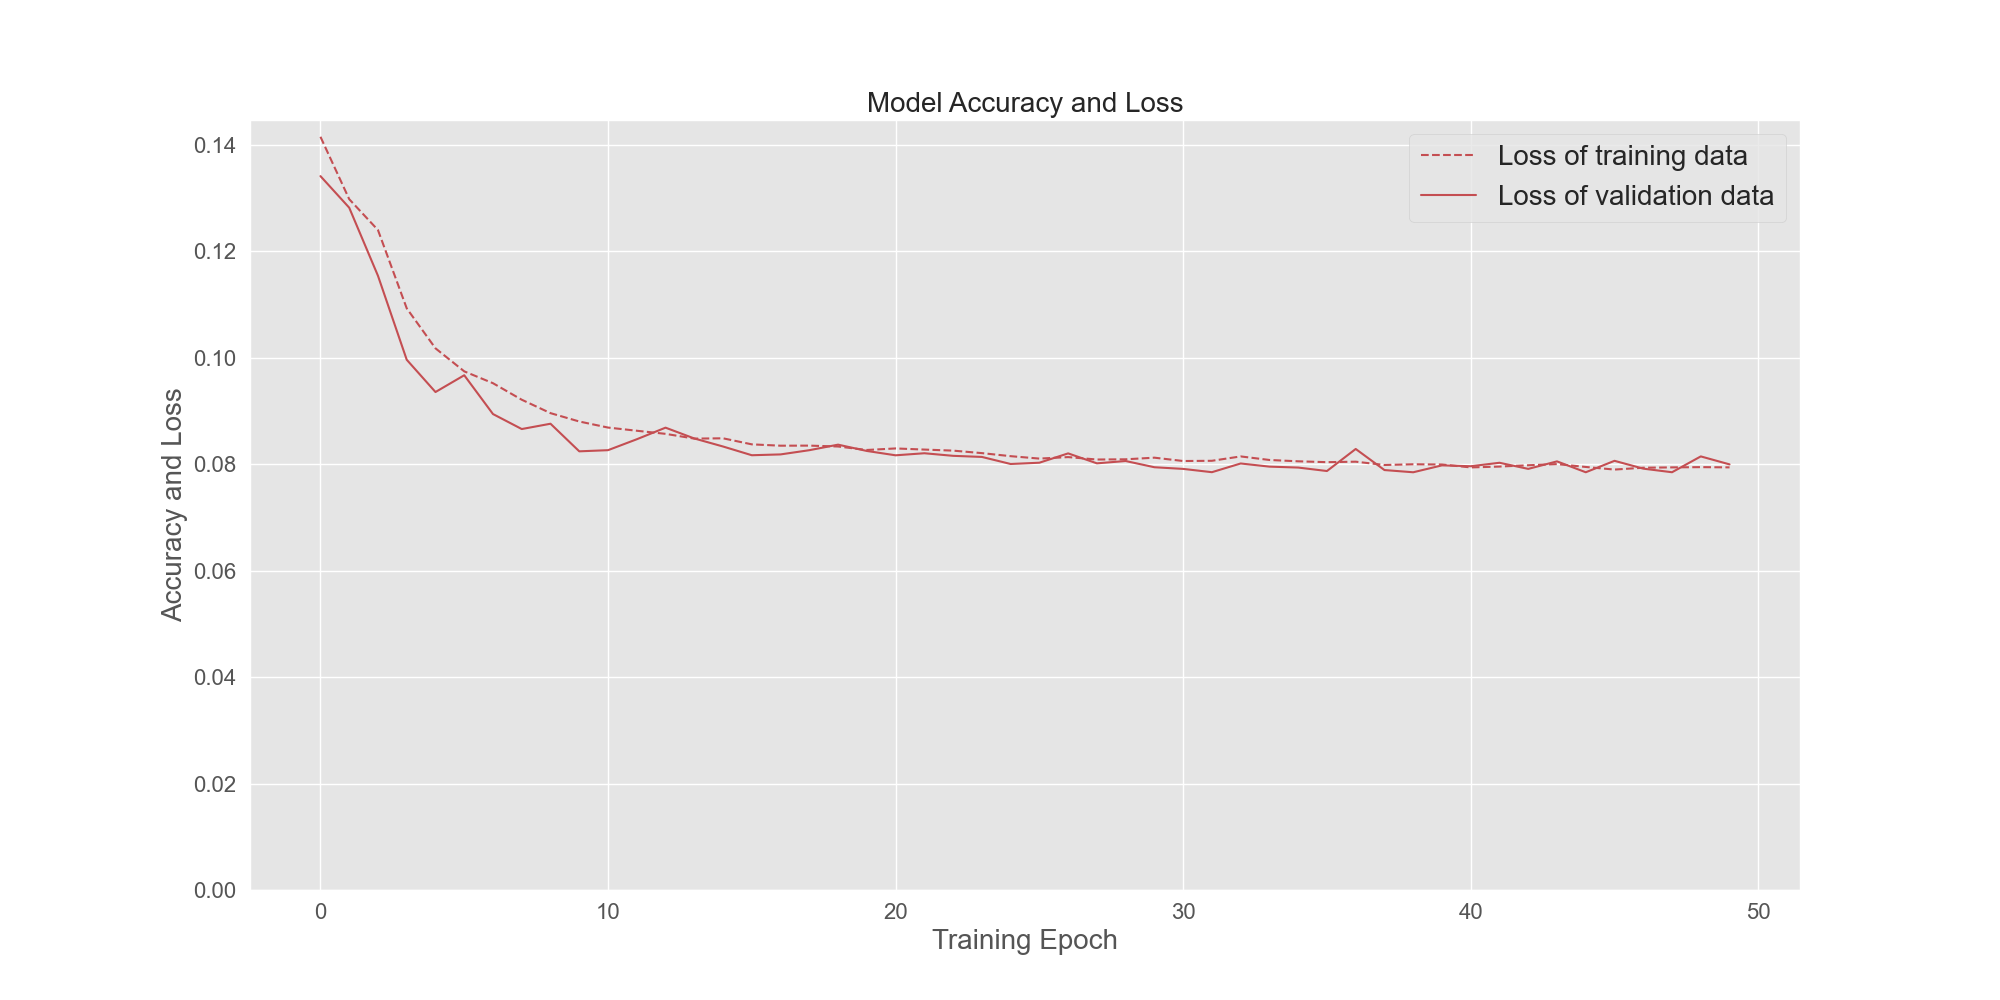 Model Accuracy and Loss
Loss of training data
Loss of validation data
0.14
0.12
0.10
0.08
0.06
0.04
0.02
0.00
Accuracy and Loss
0 10 20 30 40 50
Training Epoch